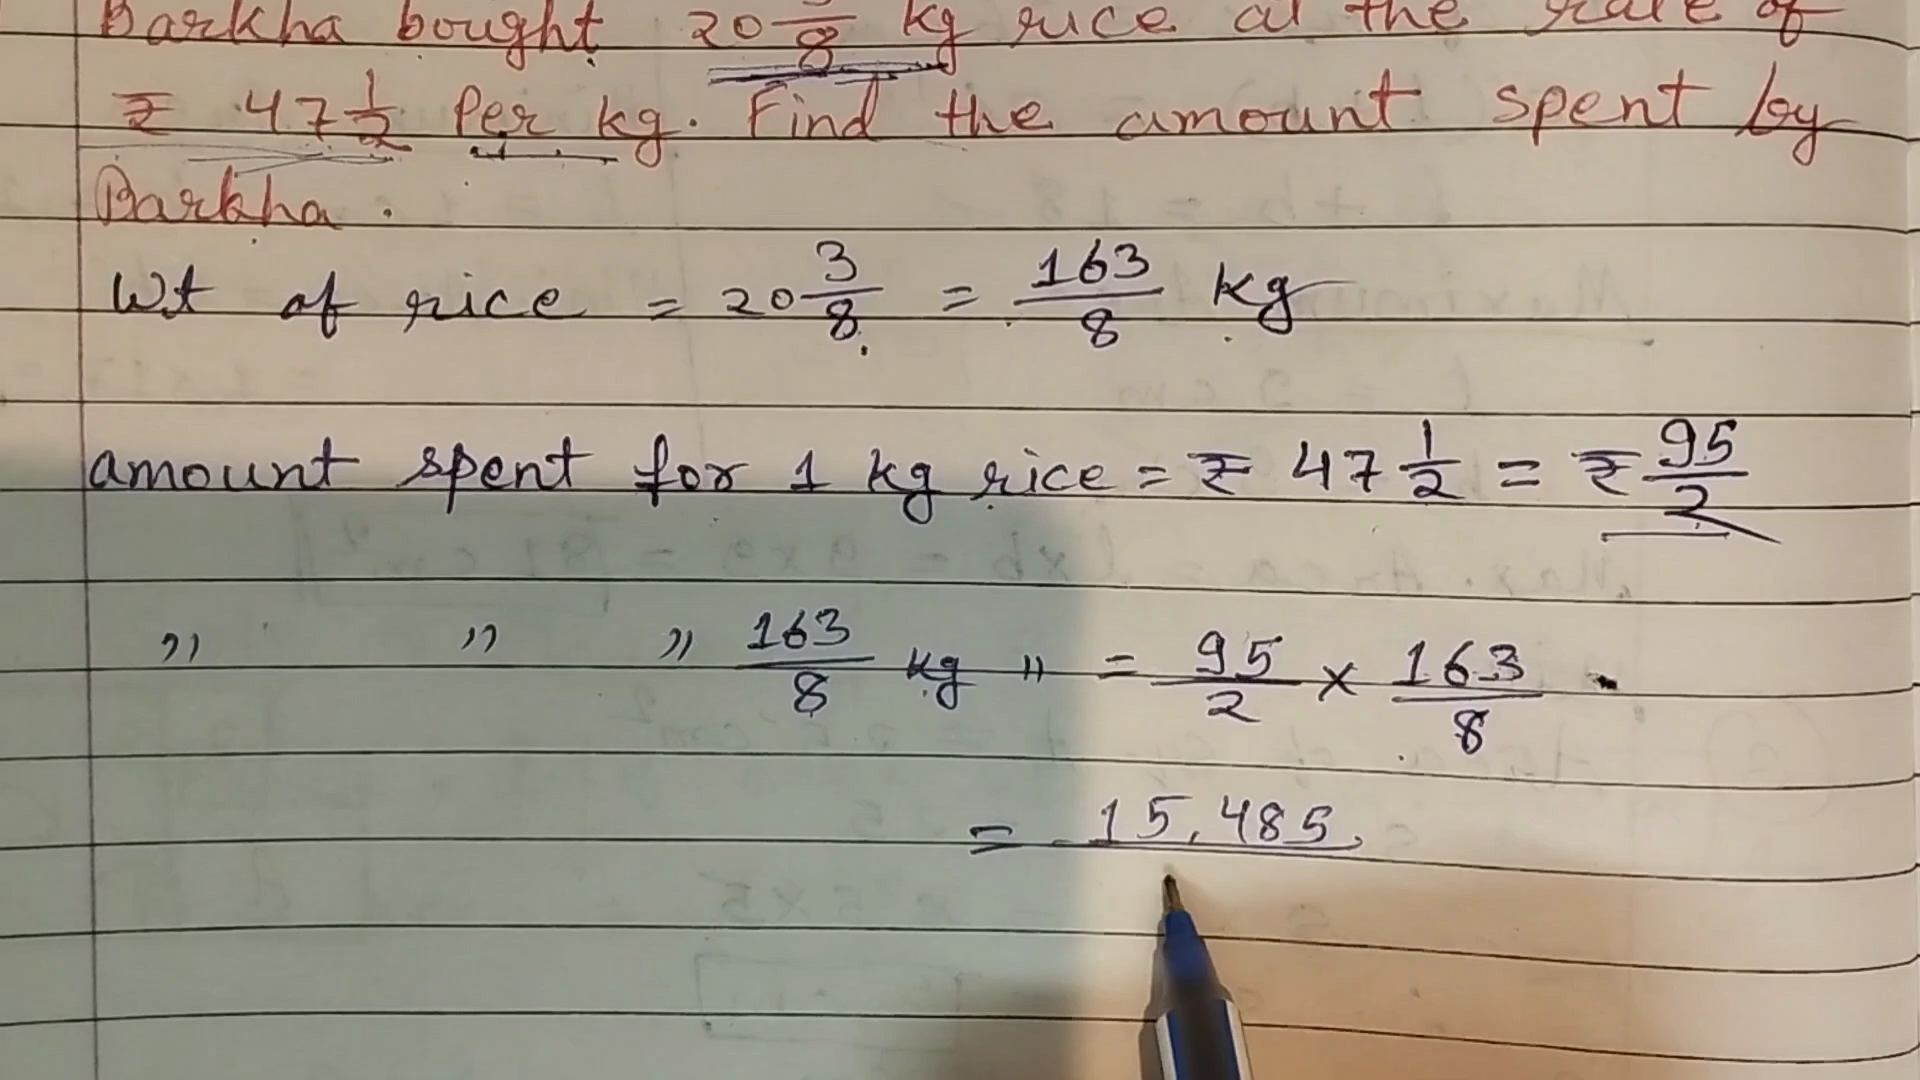 Barkha bought 20 3/8 kg rice at the rate of
₹ 47 1/2 Per kg. Find the amount spent by
Barkha.
Wt of rice = 20 3/8 = 163/8 kg
amount spent for 1 kg rice = ₹ 47 1/2 = ₹ 95/2
" " " 163/8 kg " = 95/2 × 163/8
= 15,485